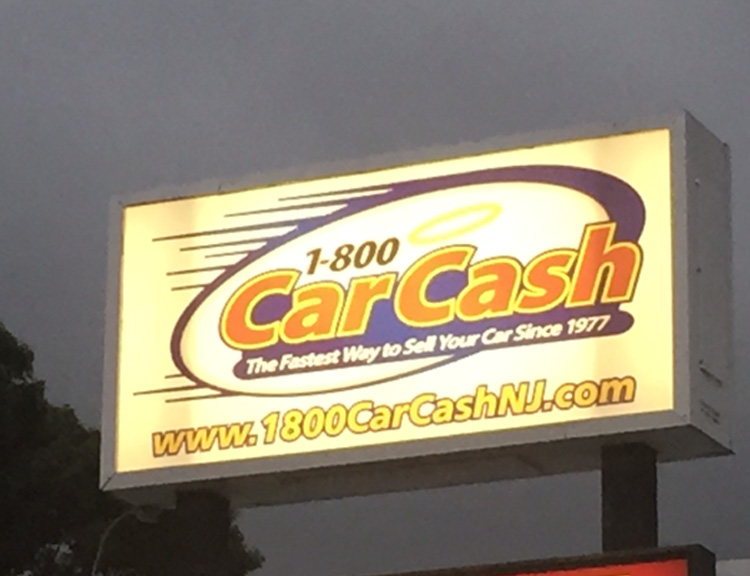 1-800
CarCash
The Fastest Way to Sell Your Car Since 1977
www.1800CarCashNJ.com